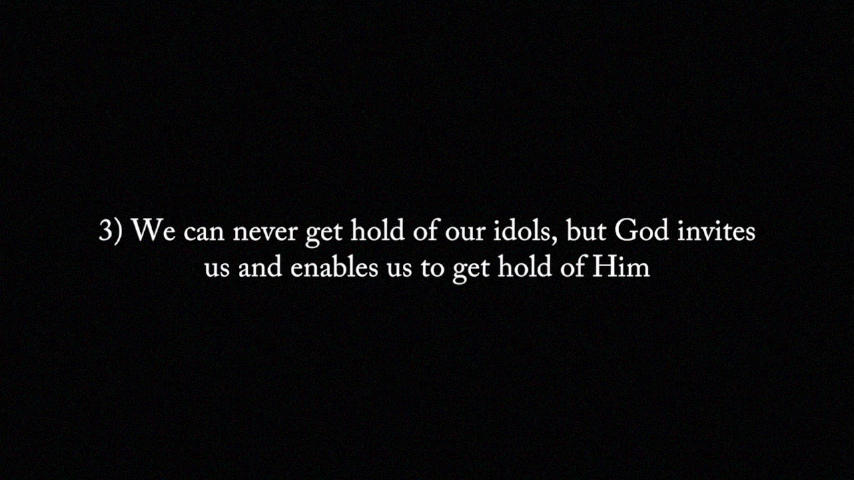 3) We can never get hold of our idols, but God invites
us and enables us to get hold of Him